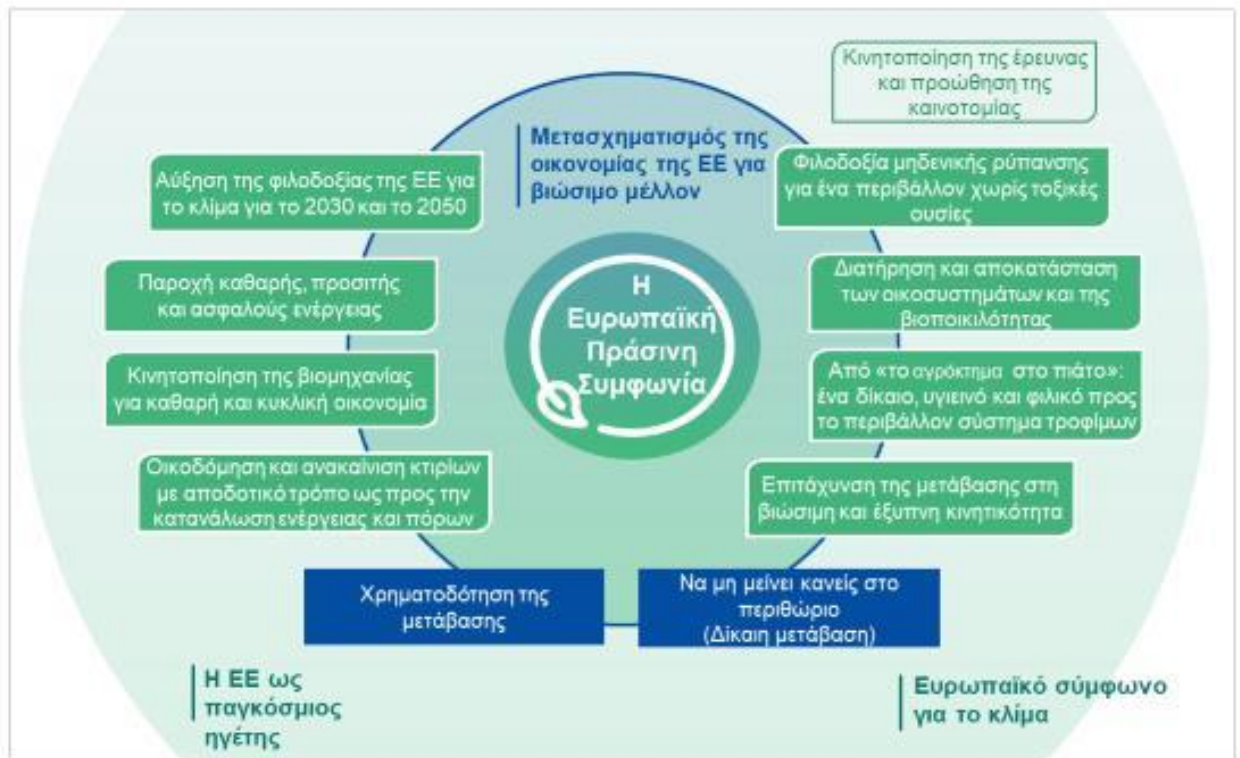 Κινητοποίηση της έρευνας
και προώθηση της
καινοτομίας
Μετασχηματισμός της
οικονομίας της ΕΕ για
βιώσιμο μέλλον
Αύξηση της φιλοδοξίας της ΕΕ για
το κλίμα για το 2030 και το 2050
Φιλοδοξία μηδενικής ρύπανσης
για ένα περιβάλλον χωρίς τοξικές
ουσίες
Παροχή καθαρής, προσιτής
και ασφαλούς ενέργειας
Διατήρηση και αποκατάσταση
των οικοσυστημάτων και της
βιοποικιλότητας
Η
Ευρωπαϊκή
Πράσινη
Συμφωνία
Κινητοποίηση της βιομηχανίας
για καθαρή και κυκλική οικονομία
Από «το αγρόκτημα στο πιάτο»:
ένα δίκαιο, υγιεινό και φιλικό προς
το περιβάλλον σύστημα τροφίμων
Οικοδόμηση και ανακαίνιση κτιρίων
με αποδοτικό τρόπο ως προς την
κατανάλωση ενέργειας και πόρων
Επιτάχυνση της μετάβασης στη
βιώσιμη και έξυπνη κινητικότητα
Χρηματοδότηση της
μετάβασης
Να μη μείνει κανείς στο
περιθώριο
(Δίκαιη μετάβαση)
Η ΕΕ ως
παγκόσμιος
ηγέτης
Ευρωπαϊκό σύμφωνο
για το κλίμα